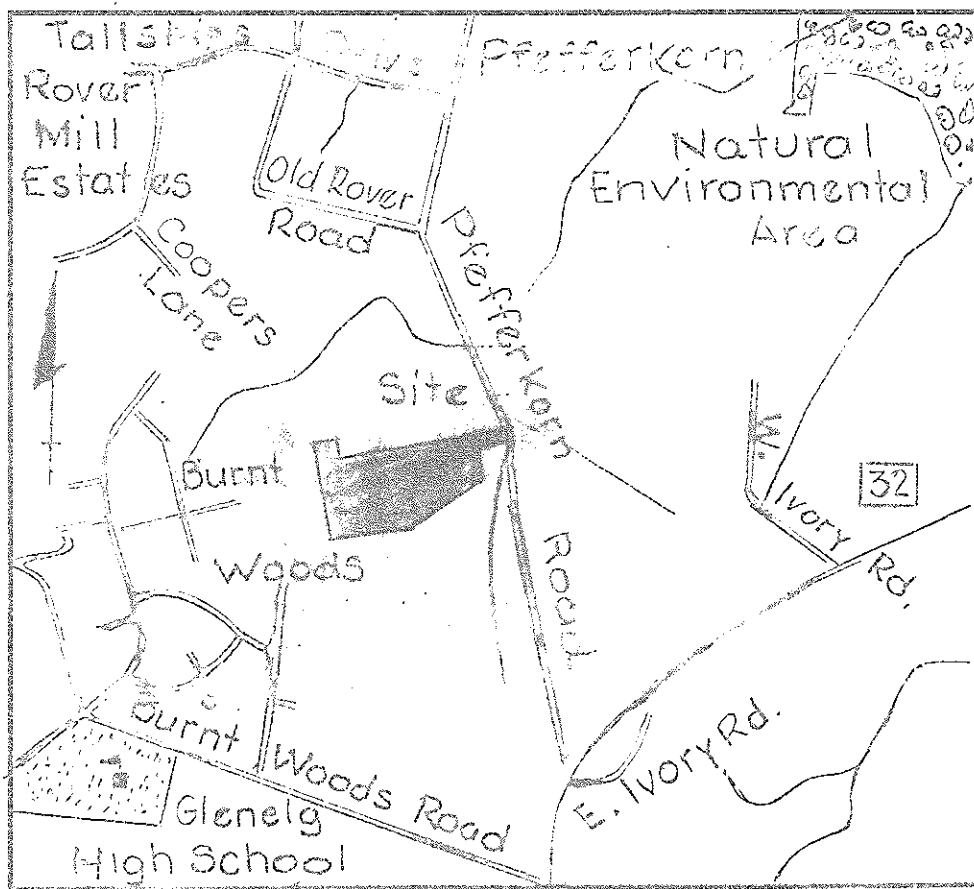 Tallships Drive
Pfefferkorn
Rover
Mill
Estates
Natural
Environmental
Area
Old Rover
Road
Coopers
Lane
Pfefferkorn
Road
Site
Burnt
Woods
W. Ivory Rd.
32
E. Ivory Rd.
Burnt Woods Road
Glenelg
High School